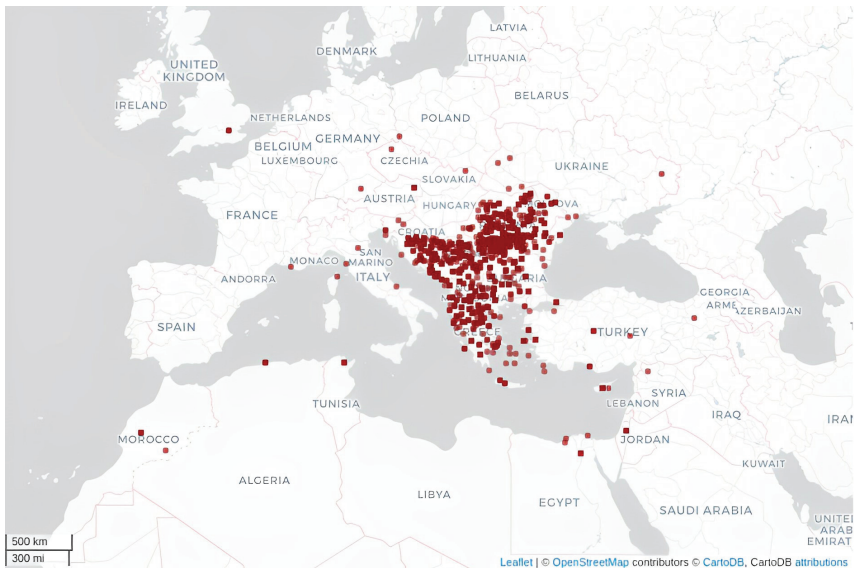 LATVIA
DENMARK
LITHUANIA
UNITED
KINGDOM
BELARUS
IRELAND
NETHERLANDS
POLAND
GERMANY
BELGIUM
LUXEMBOURG
CZECHIA
UKRAINE
SLOVAKIA
AUSTRIA
HUNGARY
FRANCE
CROATIA
SAN
MARINO
MONACO
ANDORRA
ITALY
GEORGIA
SPAIN
GREECE
TURKEY
SYRIA
LEBANON
TUNISIA
IRAQ
MOROCCO
JORDAN
KUWAIT
ALGERIA
LIBYA
EGYPT
SAUDI ARABIA
500 km
300 mi
Leaflet | © OpenStreetMap contributors © CartoDB, CartoDB attributions